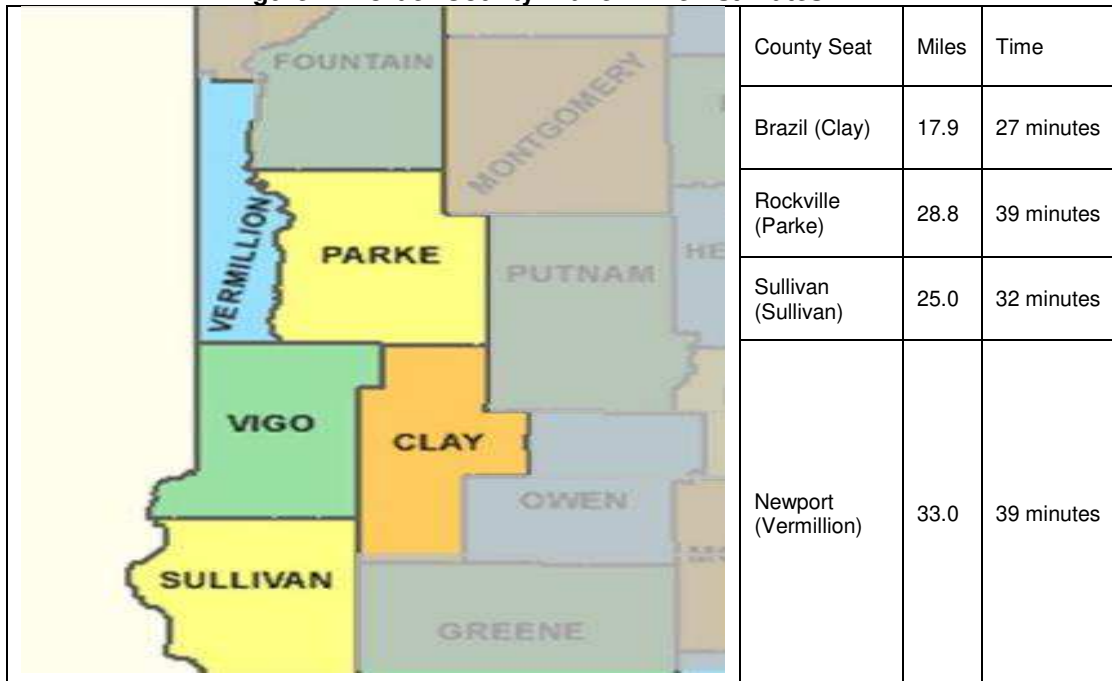 FOUNTAIN
MONTGOMERY
VERMILLION
PARKE
PUTNAM
HE
VIGO
CLAY
OWEN
SULLIVAN
GREENE
County Seat Miles Time
Brazil (Clay) 17.9 27 minutes
Rockville
(Parke) 28.8 39 minutes
Sullivan
(Sullivan) 25.0 32 minutes
Newport
(Vermillion) 33.0 39 minutes